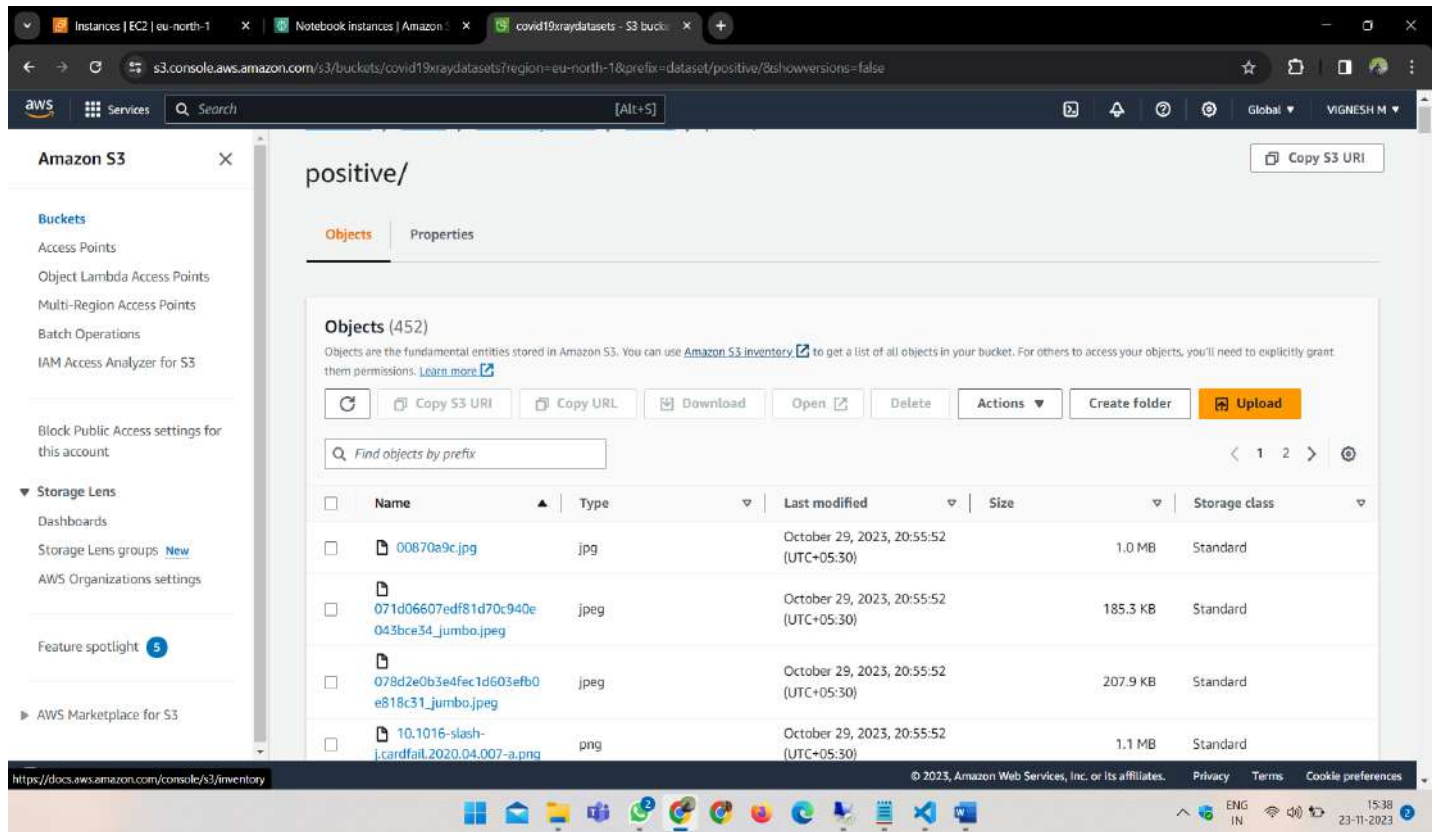 Instances | EC2 | eu-north-1
Notebook instances | Amazon S
covid19xraydatasets - S3 bucke
s3.console.aws.amazon.com/s3/buckets/covid19xraydatasets?region=eu-north-1&prefix=dataset/positive/&showversions=false
aws
Services
Search
[Alt+S]
Global ▼
VIGNESH M ▼
Amazon S3
Buckets
Access Points
Object Lambda Access Points
Multi-Region Access Points
Batch Operations
IAM Access Analyzer for S3
Block Public Access settings for
this account
Storage Lens
Dashboards
Storage Lens groups New
AWS Organizations settings
Feature spotlight 5
AWS Marketplace for S3
positive/
Copy S3 URI
Objects
Properties
Objects (452)
Objects are the fundamental entities stored in Amazon S3. You can use Amazon S3 inventory to get a list of all objects in your bucket. For others to access your objects, you'll need to explicitly grant
them permissions. Learn more
Copy S3 URI
Copy URL
Download
Open
Delete
Actions ▼
Create folder
Upload
Find objects by prefix
1 2
Name Type Last modified Size Storage class
00870a9c.jpg jpg October 29, 2023, 20:55:52 (UTC+05:30) 1.0 MB Standard
071d06607edf81d70c940e
043bce34_jumbo.jpeg
jpeg
October 29, 2023, 20:55:52
(UTC+05:30)
185.3 KB
Standard
078d2e0b3e4fec1d603efb0
e818c31_jumbo.jpeg
jpeg
October 29, 2023, 20:55:52
(UTC+05:30)
207.9 KB
Standard
10.1016-slash-
j.cardfail.2020.04.007-a.png
png
October 29, 2023, 20:55:52
(UTC+05:30)
1.1 MB
Standard
https://docs.aws.amazon.com/console/s3/inventory
© 2023, Amazon Web Services, Inc. or its affiliates.
Privacy
Terms
Cookie preferences
2
ENG
IN
15:38
23-11-2023
2